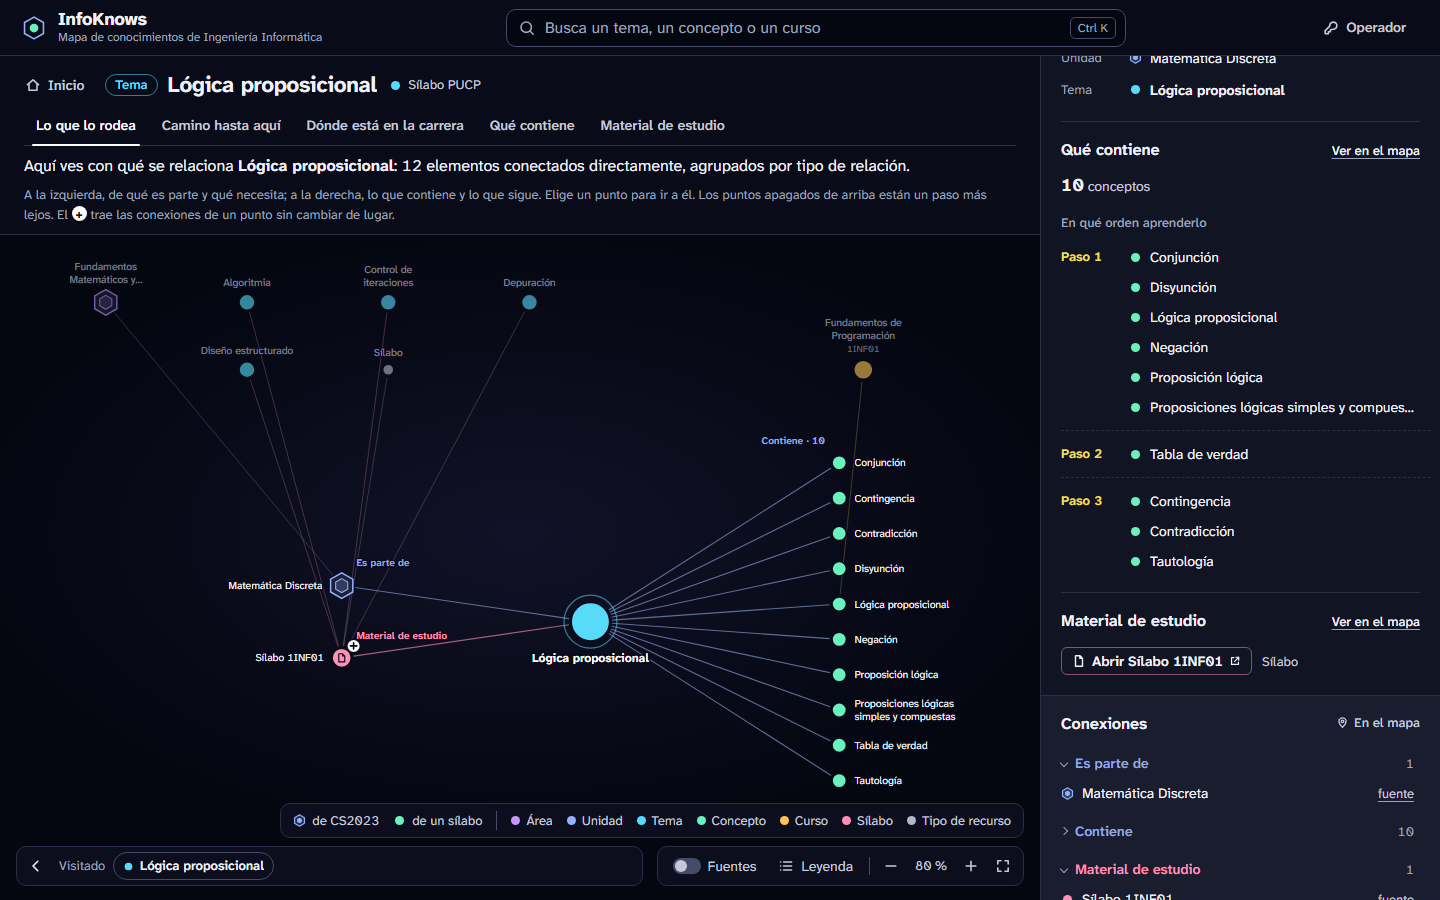 InfoKnows
Mapa de conocimientos de Ingeniería Informática
Busca un tema, un concepto o un curso
Ctrl K
Operador
Inicio
Tema
Lógica proposicional
Sílabo PUCP
Lo que lo rodea
Camino hasta aquí
Dónde está en la carrera
Qué contiene
Material de estudio
Aquí ves con qué se relaciona Lógica proposicional: 12 elementos conectados directamente, agrupados por tipo de relación.
A la izquierda, de qué es parte y qué necesita; a la derecha, lo que contiene y lo que sigue. Elige un punto para ir a él. Los puntos apagados de arriba están un paso más
lejos. El + trae las conexiones de un punto sin cambiar de lugar.
Fundamentos
Matemáticos y...
Algoritmia
Control de
iteraciones
Depuración
Diseño estructurado
Sílabo
Fundamentos de
Programación
1INF01
Contiene · 10
Conjunción
Contingencia
Contradicción
Disyunción
Lógica proposicional
Negación
Proposición lógica
Proposiciones lógicas
simples y compuestas
Tabla de verdad
Tautología
Es parte de
Matemática Discreta
Material de estudio
Sílabo 1INF01
Lógica proposicional
de CS2023
de un sílabo
Área
Unidad
Tema
Concepto
Curso
Sílabo
Tipo de recurso
Visitado
Lógica proposicional
Fuentes
Leyenda
80 %
Unidad
Matemática Discreta
Tema
Lógica proposicional
Qué contiene
Ver en el mapa
10 conceptos
En qué orden aprenderlo
Paso 1
Conjunción
Disyunción
Lógica proposicional
Negación
Proposición lógica
Proposiciones lógicas simples y compues...
Paso 2
Tabla de verdad
Paso 3
Contingencia
Contradicción
Tautología
Material de estudio
Ver en el mapa
Abrir Sílabo 1INF01
Sílabo
Conexiones
En el mapa
Es parte de
1
Matemática Discreta
fuente
Contiene
10
Material de estudio
1
Sílabo 1INF01
fuente